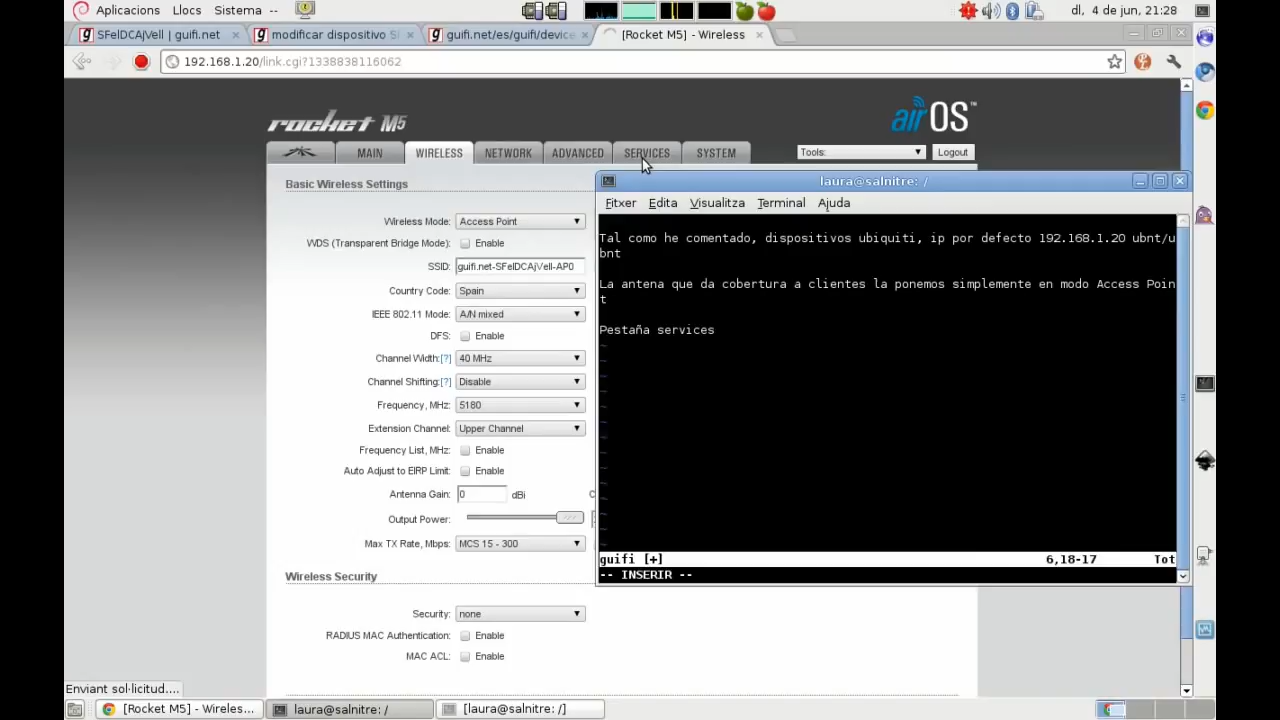 Aplicacions Llocs Sistema -- dl, 4 de jun, 21:28
SFelDCAjVell | guifi.net modificar dispositivo SF guifi.net/es/guifi/device [Rocket M5] - Wireless
192.168.1.20/link.cgi?1338838116062
rocket M5
airOS™
MAIN WIRELESS NETWORK ADVANCED SERVICES SYSTEM Tools: Logout
Basic Wireless Settings
Wireless Mode: Access Point
WDS (Transparent Bridge Mode): Enable
SSID: guifi.net-SFelDCAjVell-AP0
Country Code: Spain
IEEE 802.11 Mode: A/N mixed
DFS: Enable
Channel Width:[?] 40 MHz
Channel Shifting:[?] Disable
Frequency, MHz: 5180
Extension Channel: Upper Channel
Frequency List, MHz: Enable
Auto Adjust to EIRP Limit: Enable
Antenna Gain: 0 dBi C
Output Power:
Max TX Rate, Mbps: MCS 15 - 300
Wireless Security
Security: none
RADIUS MAC Authentication: Enable
MAC ACL: Enable
laura@salnitre: /
Fitxer Edita Visualitza Terminal Ajuda
Tal como he comentado, dispositivos ubiquiti, ip por defecto 192.168.1.20 ubnt/u
bnt
La antena que da cobertura a clientes la ponemos simplemente en modo Access Poin
t
Pestaña services
guifi [+] 6,18-17 Tot
-- INSERIR --
Enviant sol·licitud....
[Rocket M5] - Wireles... laura@salnitre: / [laura@salnitre: /]